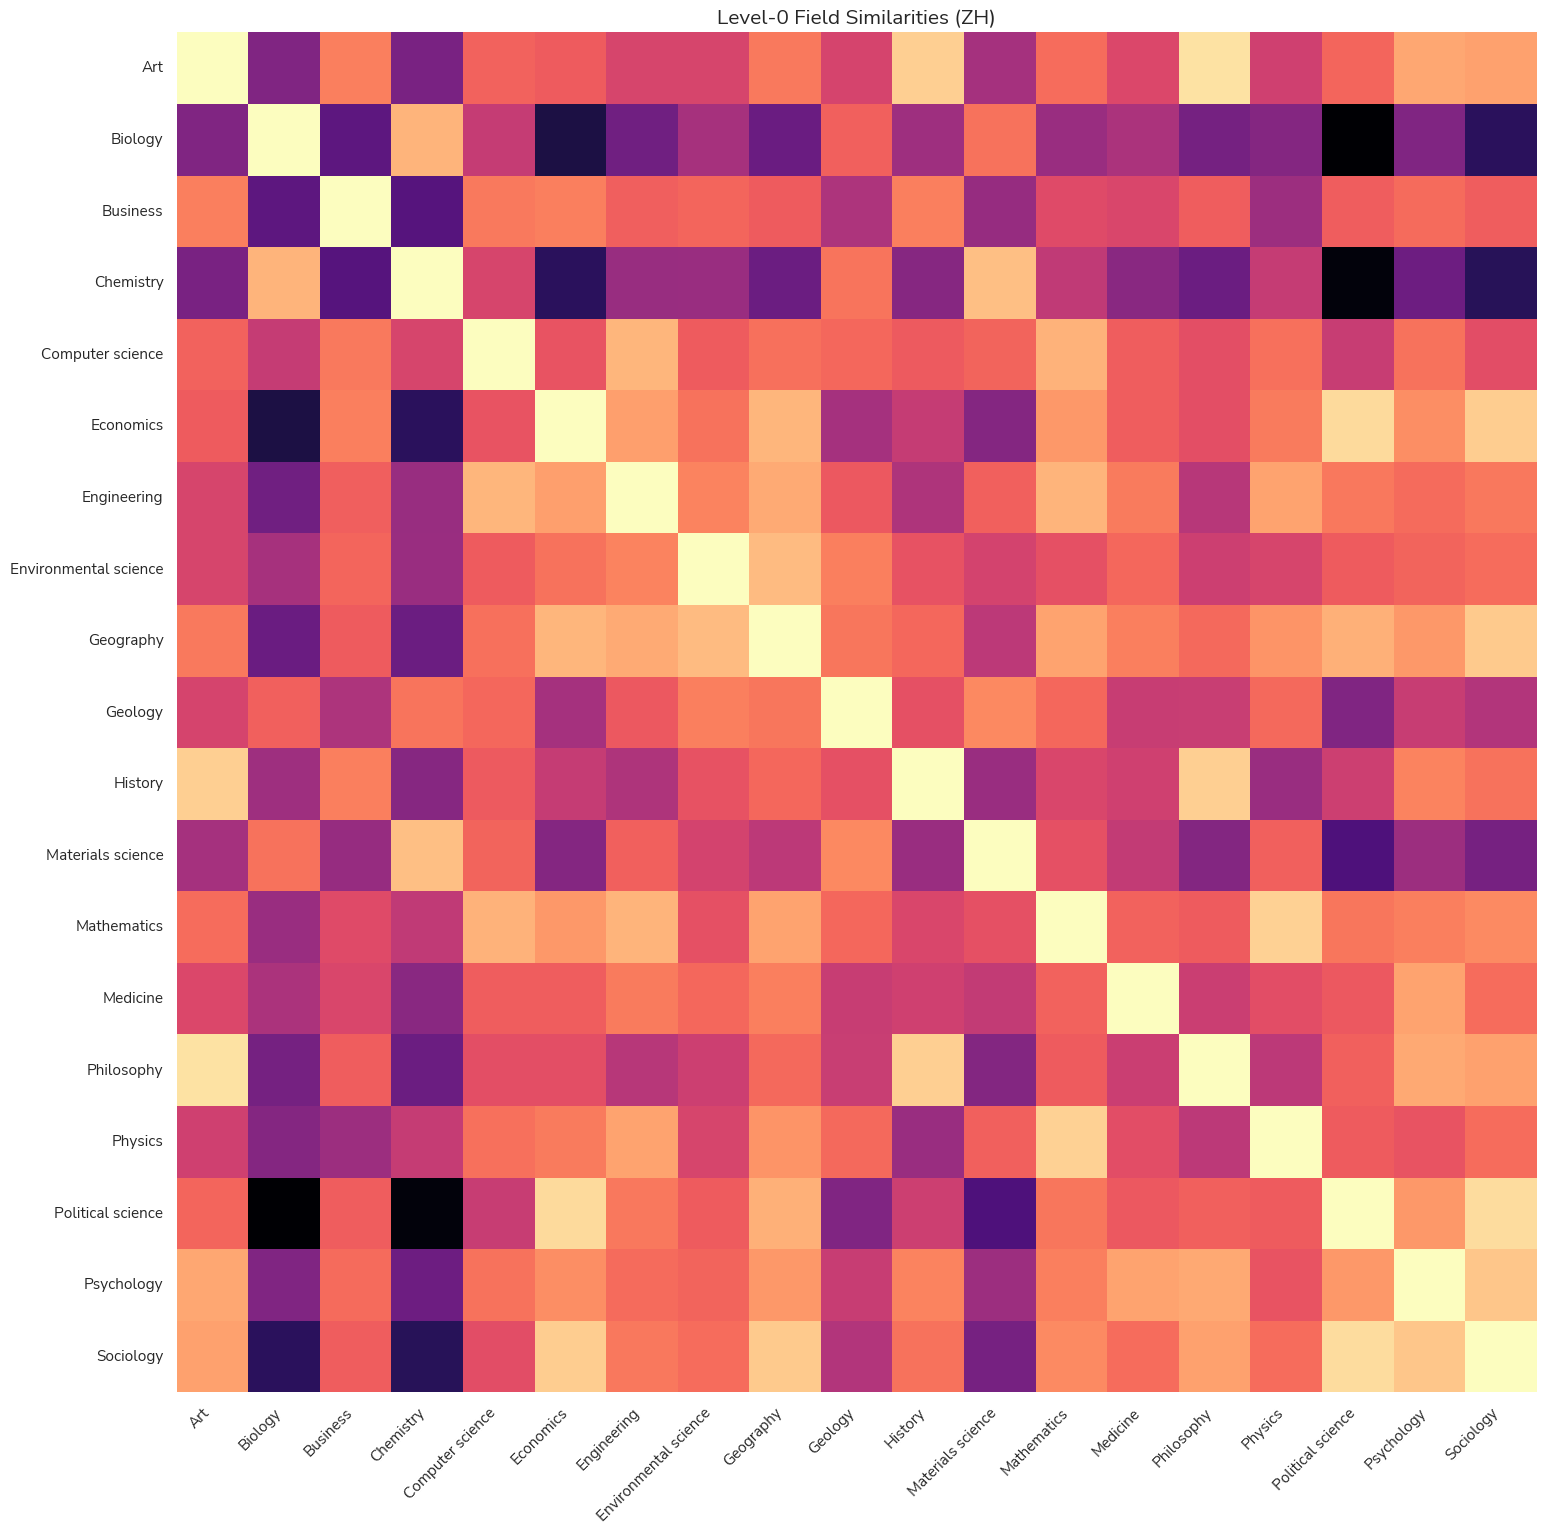 Level-0 Field Similarities (ZH)
Art
Biology
Business
Chemistry
Computer science
Economics
Engineering
Environmental science
Geography
Geology
History
Materials science
Mathematics
Medicine
Philosophy
Physics
Political science
Psychology
Sociology
Art
Biology
Business
Chemistry
Computer science
Economics
Engineering
Environmental science
Geography
Geology
History
Materials science
Mathematics
Medicine
Philosophy
Physics
Political science
Psychology
Sociology